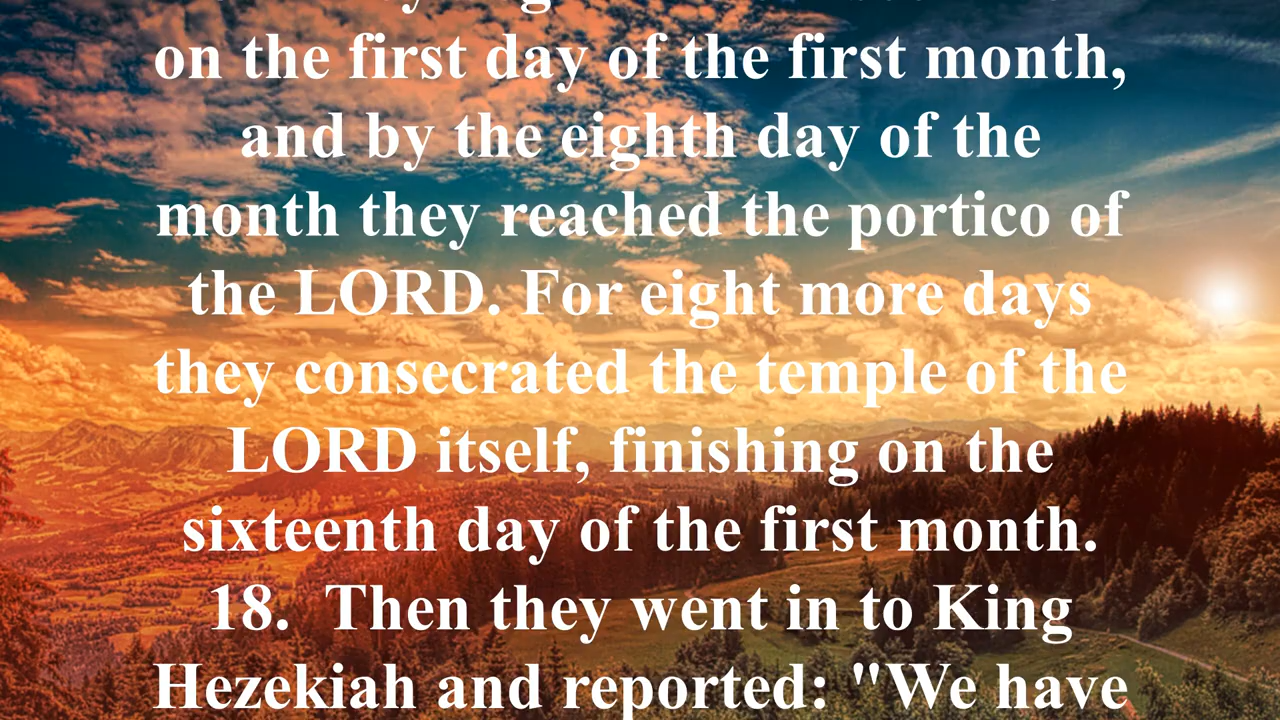 on the first day of the first month,
and by the eighth day of the
month they reached the portico of
the LORD. For eight more days
they consecrated the temple of the
LORD itself, finishing on the
sixteenth day of the first month.
18. Then they went in to King
Hezekiah and reported: "We have